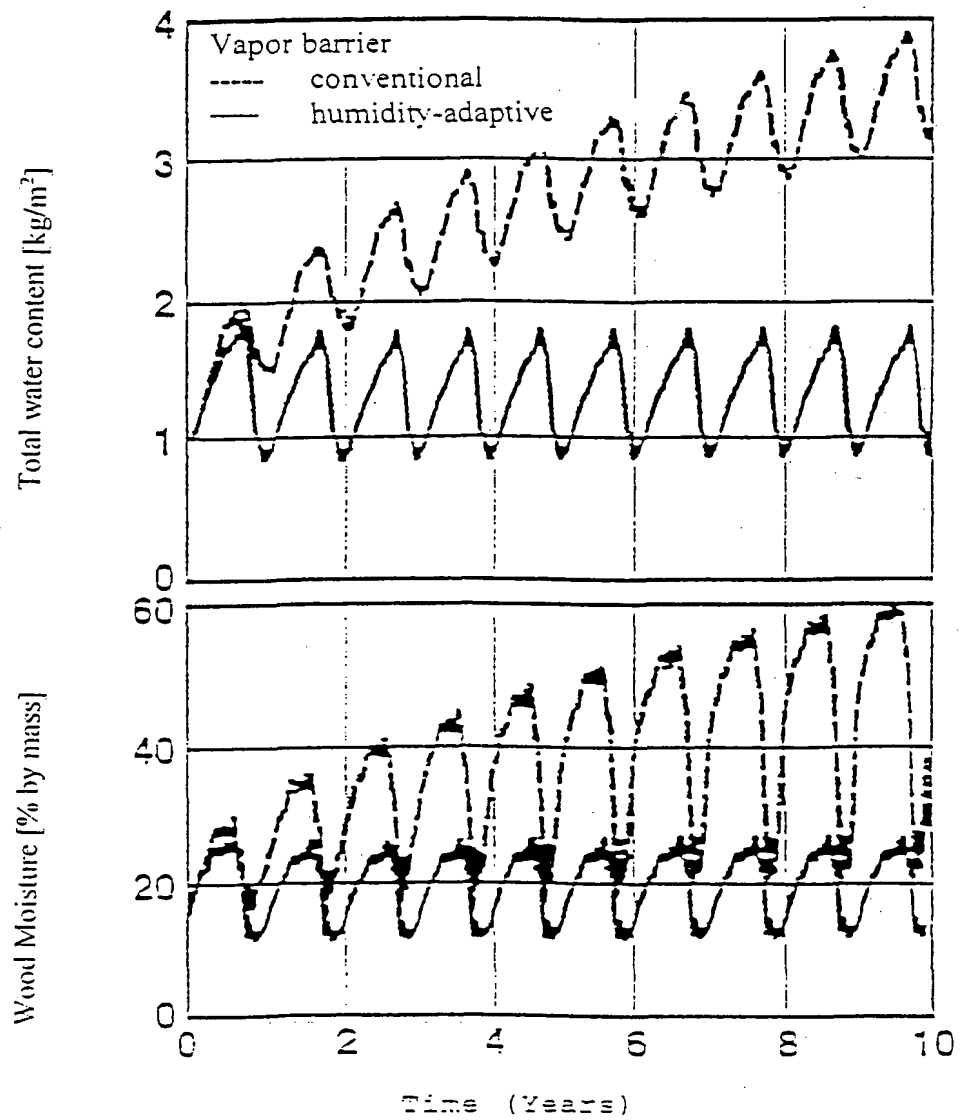 Total water content [kg/m²]
4
3
2
1
0
Vapor barrier
conventional
humidity-adaptive
Wood Moisture [% by mass]
60
40
20
0
0 2 4 6 8 10
Time (Years)